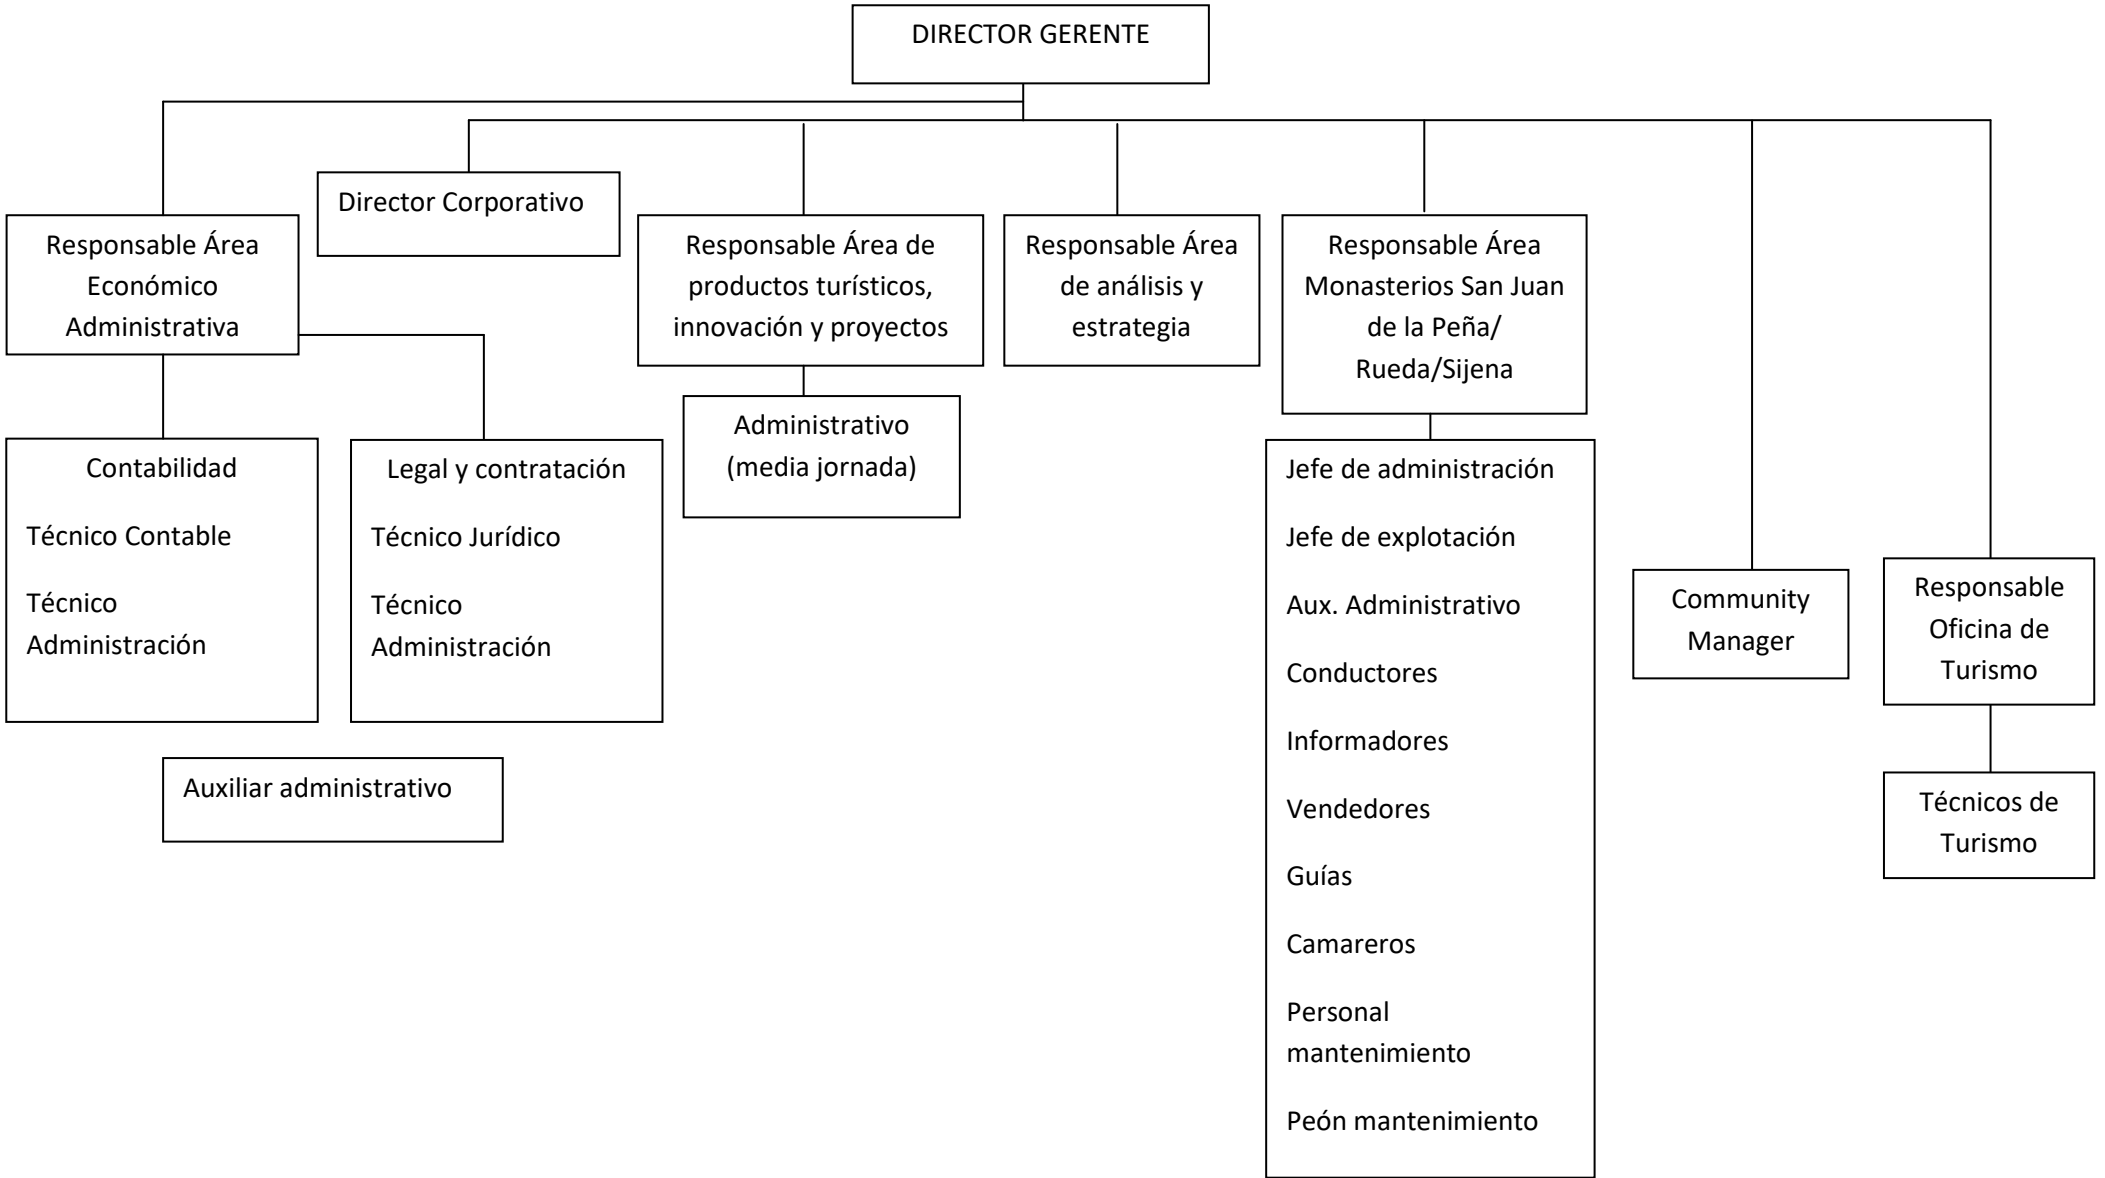 DIRECTOR GERENTE
Director Corporativo
Responsable Área
Económico
Administrativa
Responsable Área de
productos turísticos,
innovación y proyectos
Responsable Área
de análisis y
estrategia
Responsable Área
Monasterios San Juan
de la Peña/
Rueda/Sijena
Contabilidad
Técnico Contable
Técnico
Administración
Legal y contratación
Técnico Jurídico
Técnico
Administración
Auxiliar administrativo
Administrativo
(media jornada)
Jefe de administración
Jefe de explotación
Aux. Administrativo
Conductores
Informadores
Vendedores
Guías
Camareros
Personal
mantenimiento
Peón mantenimiento
Community
Manager
Responsable
Oficina de
Turismo
Técnicos de
Turismo